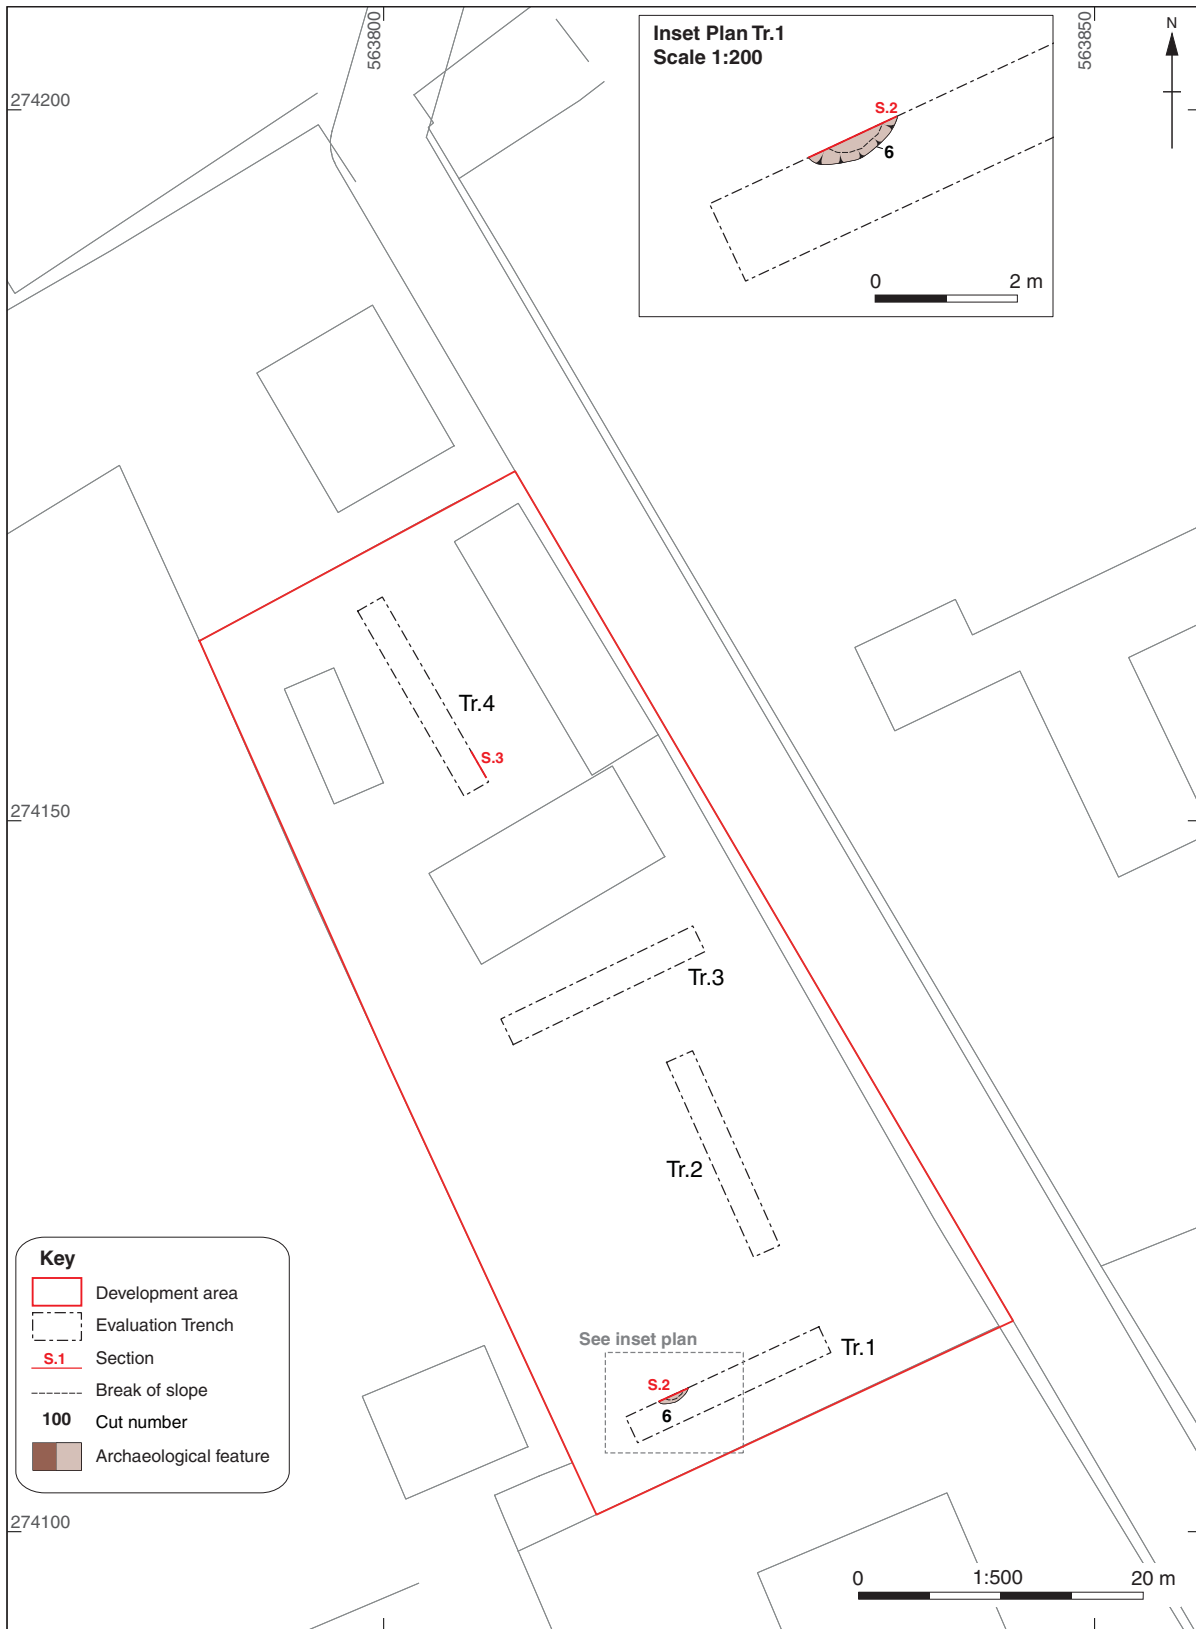 563800
563850
N
274200
Inset Plan Tr.1
Scale 1:200
S.2
6
0 2 m
Tr.4
S.3
274150
Tr.3
Tr.2
Key
Development area
Evaluation Trench
S.1 Section
Break of slope
100 Cut number
Archaeological feature
See inset plan
Tr.1
S.2
6
274100
0 1:500 20 m